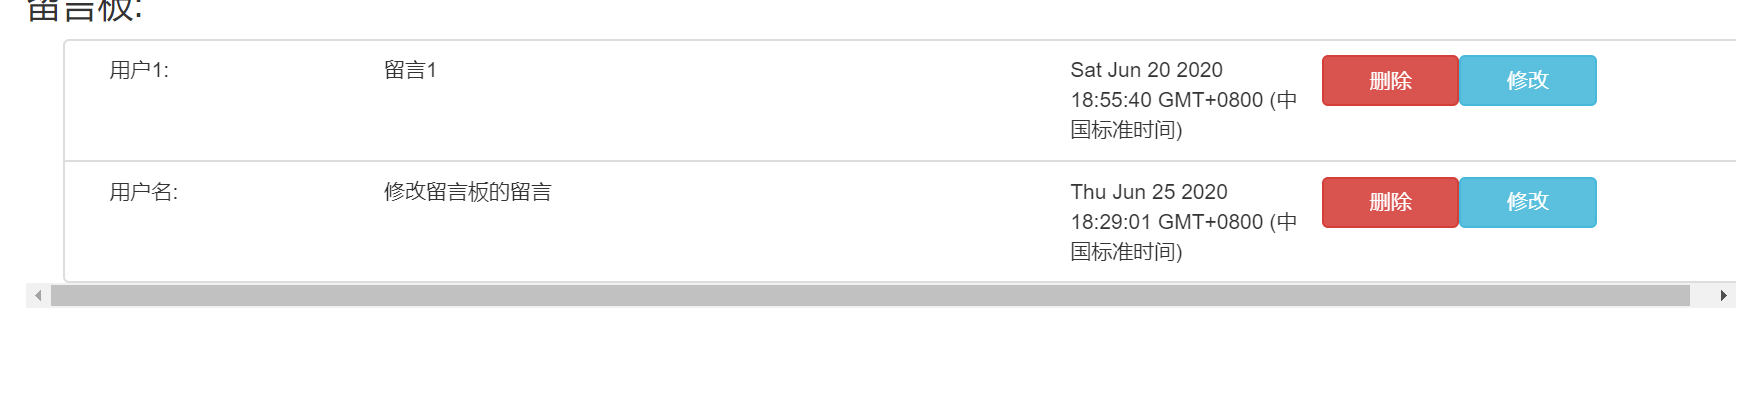 留言板:
用户1:
留言1
Sat Jun 20 2020
18:55:40 GMT+0800 (中
国标准时间)
删除
修改
用户名:
修改留言板的留言
Thu Jun 25 2020
18:29:01 GMT+0800 (中
国标准时间)
删除
修改